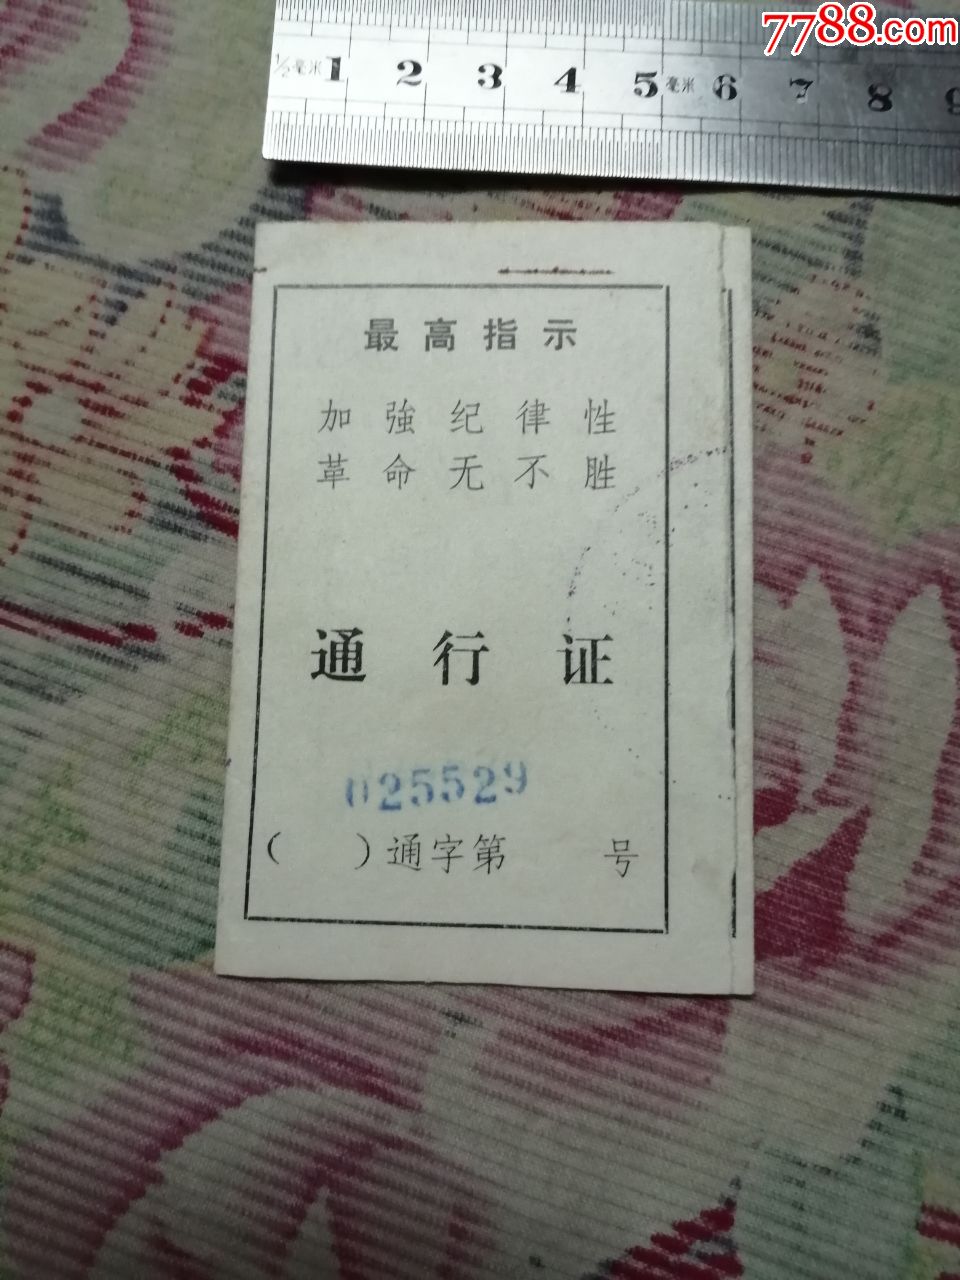 7788.com
½毫米 1 2 3 4 5 毫米 6 7 8 9
最高指示
加強纪律性
革命无不胜
通行证
025529
( )通字第 号